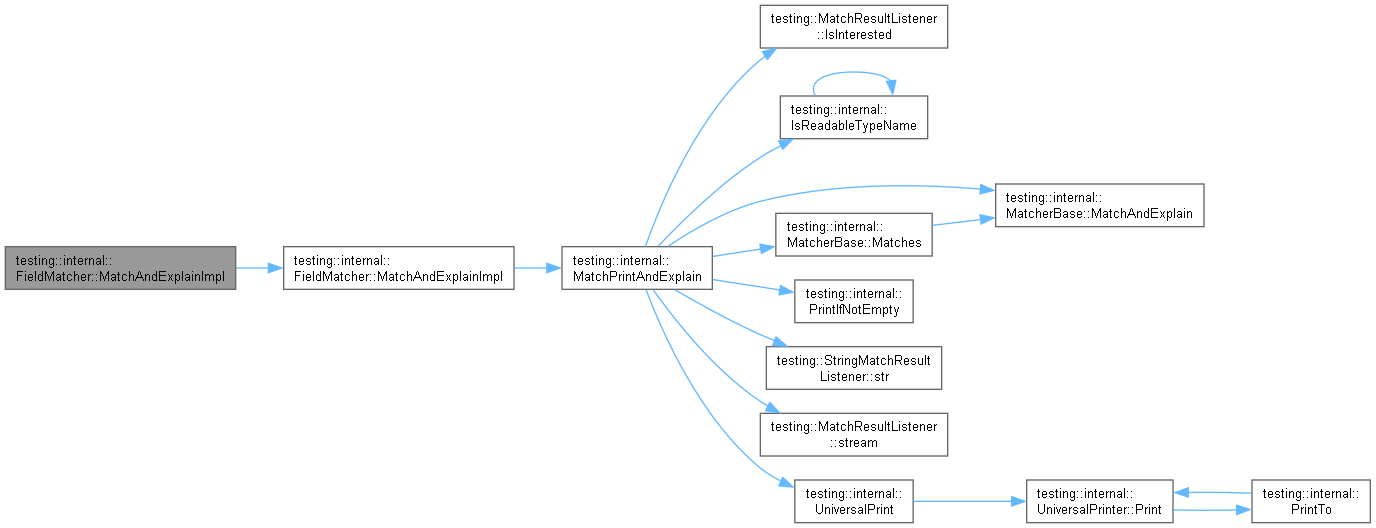 testing::MatchResultListener
::IsInterested
testing::internal::
IsReadableTypeName
testing::internal::
MatcherBase::MatchAndExplain
testing::internal::
MatcherBase::Matches
testing::internal::
FieldMatcher::MatchAndExplainImpl
testing::internal::
FieldMatcher::MatchAndExplainImpl
testing::internal::
MatchPrintAndExplain
testing::internal::
PrintIfNotEmpty
testing::StringMatchResult
Listener::str
testing::MatchResultListener
::stream
testing::internal::
UniversalPrint
testing::internal::
UniversalPrinter::Print
testing::internal::
PrintTo